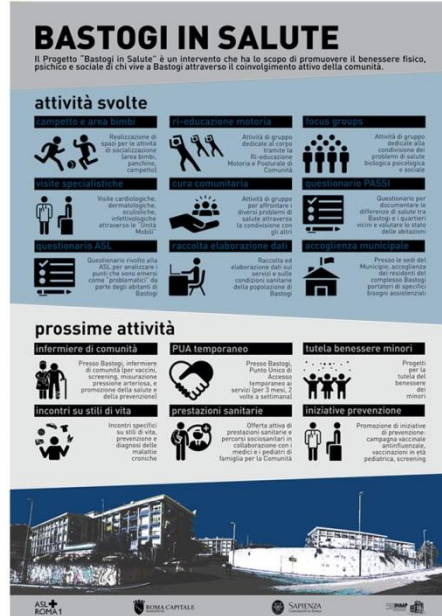 BASTOGI IN SALUTE
Il Progetto "Bastogi in Salute" è un intervento che ha lo scopo di promuovere il benessere fisico,
psichico e sociale di chi vive a Bastogi attraverso il coinvolgimento attivo della comunità.
attività svolte
campetto e area bimbi
Realizzazione di
spazi per le attività
di socializzazione
(area bimbi,
panchine,
campetto)
ri-educazione motoria
Attività di gruppo
dedicate al corpo
tramite la
Ri-educazione
Motoria e Posturale di
Comunità
focus groups
Attività di gruppo
dedicate alla
condivisione dei
problemi di salute
biologica psicologica
e sociale
visite specialistiche
Visite cardiologiche,
dermatologiche,
oculistiche,
infettivologiche
attraverso le "Unità
Mobili"
cura comunitaria
Attività di gruppo
per affrontare i
diversi problemi di
salute attraverso
la condivisione con
gli altri
questionario PASSI
Questionario per
documentare le
differenze di salute tra
Bastogi e i quartieri
vicini e valutare lo stato
delle abitazioni
questionario ASL
Questionario rivolto alla
ASL per analizzare i
punti che sono emersi
come "problematici" da
parte degli abitanti di
Bastogi
raccolta elaborazione dati
Raccolta ed
elaborazione dati sui
servizi e sulle
condizioni sanitarie
della popolazione di
Bastogi
accoglienza municipale
Presso le sedi del
Municipio, accoglienza
dei residenti del
complesso Bastogi
portatori di specifici
bisogni assistenziali
prossime attività
infermiere di comunità
Presso Bastogi, infermiere
di comunità (per vaccini,
screening, misurazione
pressione arteriosa, e
promozione della salute e
della prevenzione)
PUA temporaneo
Presso Bastogi,
Punto Unico di
Accesso
temporaneo ai
servizi (per 3 mesi, 2
volte a settimana)
tutela benessere minori
Progetti
per la
tutela del
benessere
dei
minori
incontri su stili di vita
Incontri specifici
su stili di vita,
prevenzione e
diagnosi delle
malattie
croniche
prestazioni sanitarie
Offerta attiva di
prestazioni sanitarie e
percorsi sociosanitari in
collaborazione con i
medici e i pediatri di
famiglia per la Comunità
iniziative prevenzione
Promozione di iniziative
di prevenzione:
campagna vaccinale
antinfluenzale,
vaccinazioni in età
pediatrica, screening
ASL
ROMA 1
ROMA CAPITALE
SAPIENZA
UNIVERSITÀ DI ROMA
INMP